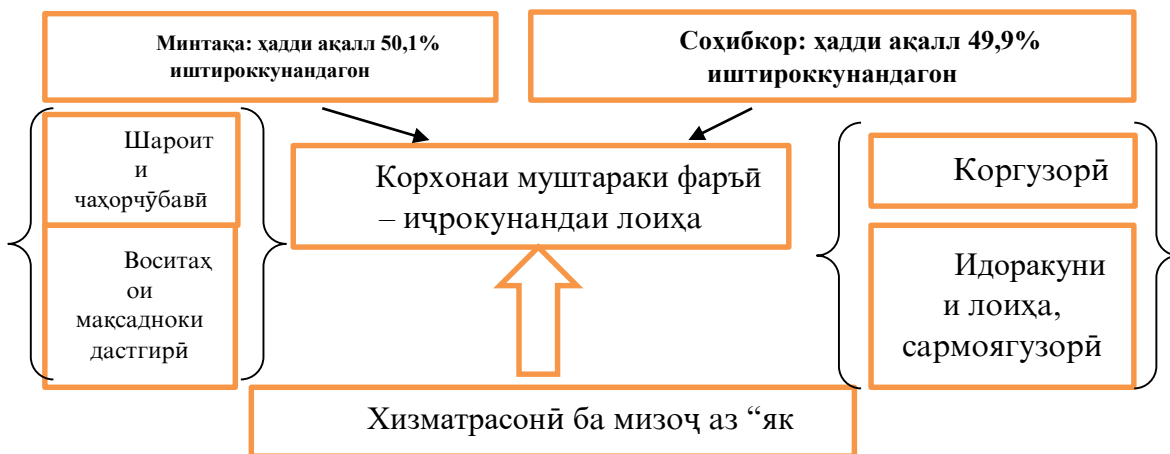 Минтақа: ҳадди ақалл 50,1%
иштироккунандагон
Соҳибкор: ҳадди ақалл 49,9%
иштироккунандагон
Шароит
и
чаҳорчӯбавӣ
Воситаҳ
ои
мақсадноки
дастгирӣ
Корхонаи муштараки фаръӣ
– иҷрокунандаи лоиҳа
Коргузорӣ
Идоракуни
и лоиҳа,
сармоягузорӣ
Хизматрасонӣ ба мизоҷ аз “як